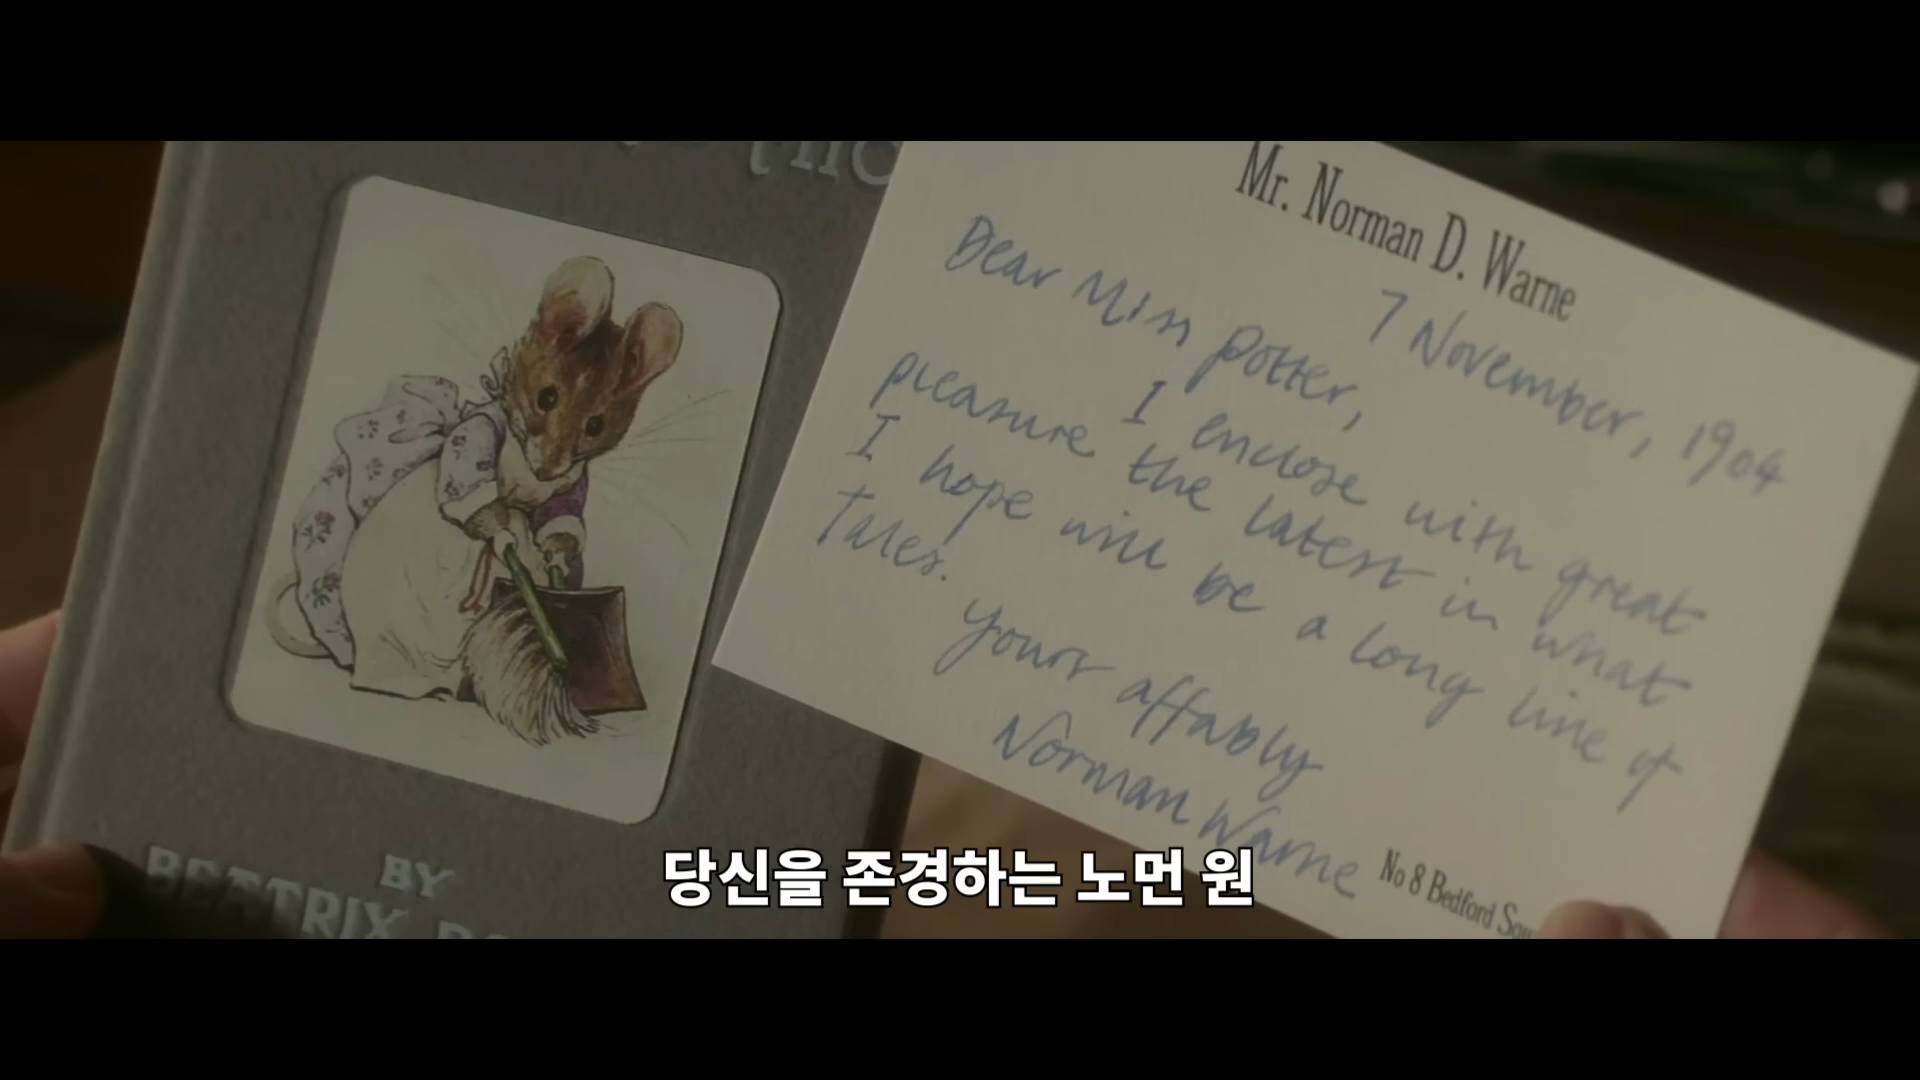 BY
BEATRIX
Mr. Norman D. Warne
7 November, 1904
Dear Miss Potter,
I enclose with great
pleasure the latest in what
I hope will be a long line of
Tales.
Yours affably
Norman Warne
No 8 Bedford
당신을 존경하는 노먼 원